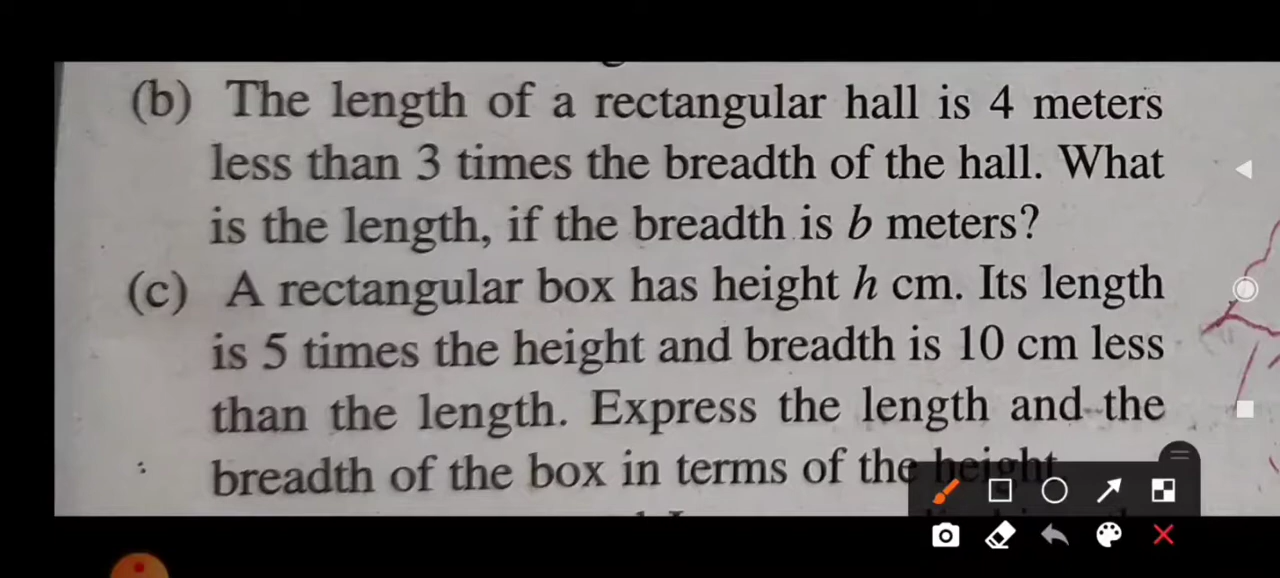 (b) The length of a rectangular hall is 4 meters
less than 3 times the breadth of the hall. What
is the length, if the breadth is b meters?
(c) A rectangular box has height h cm. Its length
is 5 times the height and breadth is 10 cm less
than the length. Express the length and the
breadth of the box in terms of the height